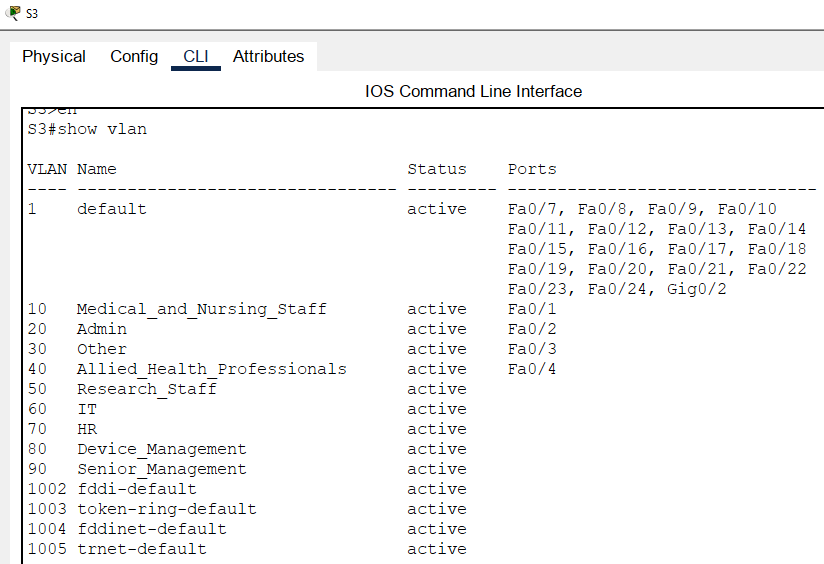 S3
Physical Config CLI Attributes
IOS Command Line Interface
S3>en
S3#show vlan
VLAN Name                             Status    Ports
---- -------------------------------- --------- -------------------------------
1    default                          active    Fa0/7, Fa0/8, Fa0/9, Fa0/10
                                                Fa0/11, Fa0/12, Fa0/13, Fa0/14
                                                Fa0/15, Fa0/16, Fa0/17, Fa0/18
                                                Fa0/19, Fa0/20, Fa0/21, Fa0/22
                                                Fa0/23, Fa0/24, Gig0/2
10   Medical_and_Nursing_Staff        active    Fa0/1
20   Admin                            active    Fa0/2
30   Other                            active    Fa0/3
40   Allied_Health_Professionals      active    Fa0/4
50   Research_Staff                   active
60   IT                               active
70   HR                               active
80   Device_Management                active
90   Senior_Management                active
1002 fddi-default                     active
1003 token-ring-default               active
1004 fddinet-default                  active
1005 trnet-default                    active